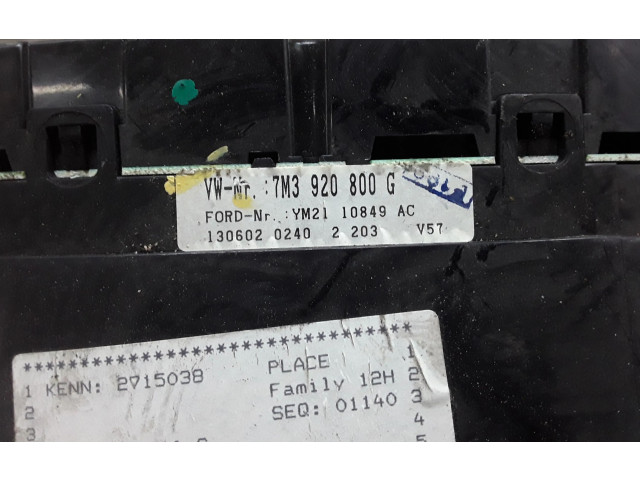 VW-Nr.:7M3 920 800 G
FORD-Nr.:YM21 10849 AC
130602 0240 2 203 V57
****************************************
PLACE 1
1 KENN: 2715038 Family 12H 2
2 SEQ: 01140 3
3 4
5